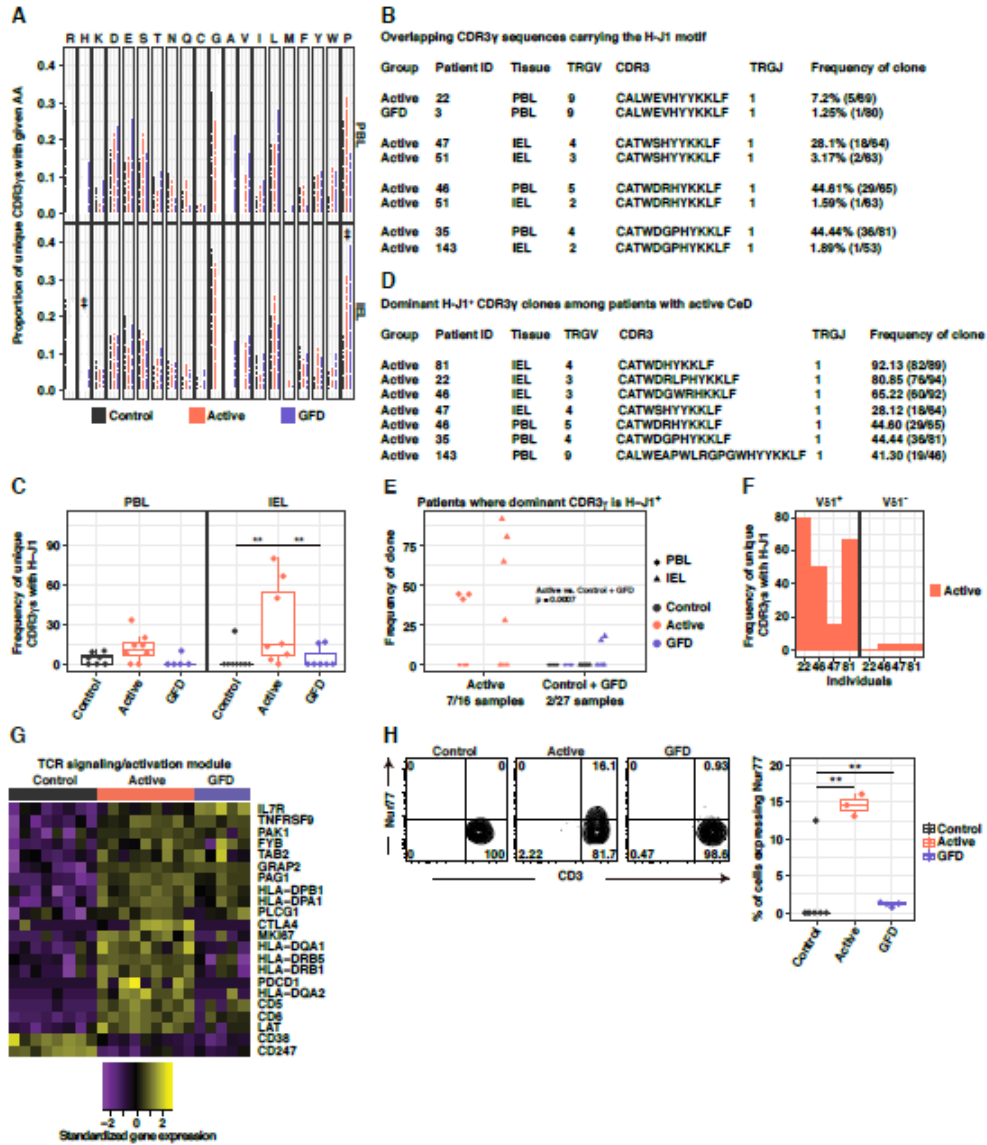 A
R H K D E S T N Q C G A V I L M F Y W P
Proportion of unique CDR3γs with given AA
0.4
0.3
0.2
0.1
0.0
PBL
0.4
0.3
0.2
0.1
0.0
‡
‡
IEL
Control Active GFD
B
Overlapping CDR3γ sequences carrying the H-J1 motif
Group Patient ID Tissue TRGV CDR3 TRGJ Frequency of clone
Active 22 PBL 9 CALWEVHYYKKLF 1 7.2% (5/69)
GFD 3 PBL 9 CALWEVHYYKKLF 1 1.25% (1/80)
Active 47 IEL 4 CATWSHYYKKLF 1 28.1% (18/64)
Active 51 IEL 3 CATWSHYYKKLF 1 3.17% (2/63)
Active 46 PBL 5 CATWDRHYKKLF 1 44.61% (29/65)
Active 51 IEL 2 CATWDRHYKKLF 1 1.59% (1/63)
Active 35 PBL 4 CATWDGPHYKKLF 1 44.44% (36/81)
Active 143 IEL 2 CATWDGPHYKKLF 1 1.89% (1/53)
D
Dominant H-J1⁺ CDR3γ clones among patients with active CeD
Group Patient ID Tissue TRGV CDR3 TRGJ Frequency of clone
Active 81 IEL 4 CATWDHYKKLF 1 92.13 (82/89)
Active 22 IEL 3 CATWDRLPHYKKLF 1 80.85 (76/94)
Active 46 IEL 3 CATWDGWRHKKLF 1 65.22 (60/92)
Active 47 IEL 4 CATWSHYYKKLF 1 28.12 (18/64)
Active 46 PBL 5 CATWDRHYKKLF 1 44.60 (29/65)
Active 35 PBL 4 CATWDGPHYKKLF 1 44.44 (36/81)
Active 143 PBL 9 CALWEAPWLRGPGWHYYKKLF 1 41.30 (19/46)
C
PBL IEL
Frequency of unique
CDR3γs with H-J1
90
60
30
0
** **
Control Active GFD Control Active GFD
E
Patients where dominant CDR3γ is H-J1⁺
Frequency of clone
75
50
25
0
Active vs. Control + GFD
p = 0.0007
PBL
IEL
Control
Active
GFD
Active Control + GFD
7/16 samples 2/27 samples
F
Vδ1⁺ Vδ1⁻
Frequency of unique
CDR3γs with H-J1
80
60
40
20
0
22 46 47 81 22 46 47 81
Individuals
Active
G
TCR signaling/activation module
Control Active GFD
IL7R
TNFRSF9
PAK1
FYB
TAB2
GRAP2
PAG1
HLA-DPB1
HLA-DPA1
PLCG1
CTLA4
MKI67
HLA-DQA1
HLA-DRB5
HLA-DRB1
PDCD1
HLA-DQA2
CD5
CD6
LAT
CD38
CD247
−2 0 2
Standardized gene expression
H
Control Active GFD
Nur77
0 0 0 16.1 0 0.93
0 100 2.22 81.7 0.47 98.6
CD3
% of cells expressing Nur77
20
15
10
5
0
**
**
Control Active GFD
Control
Active
GFD